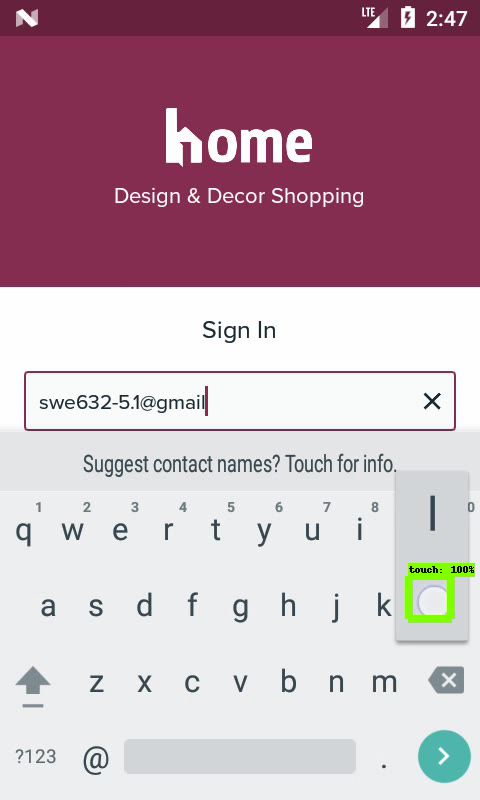 LTE 2:47
home
Design & Decor Shopping
Sign In
swe632-5.1@gmail
Suggest contact names? Touch for info.
1 2 3 4 5 6 7 8 0
q w e r t y u i
l
touch: 100%
a s d f g h j k
z x c v b n m
?123 @ .